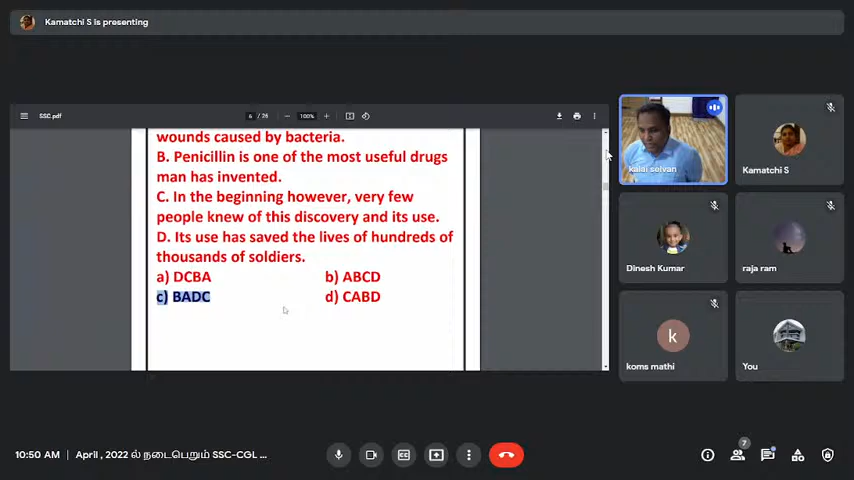 Kamatchi S is presenting
SSC.pdf
6 / 26
100%
wounds caused by bacteria.
B. Penicillin is one of the most useful drugs
man has invented.
C. In the beginning however, very few
people knew of this discovery and its use.
D. Its use has saved the lives of hundreds of
thousands of soldiers.
a) DCBA b) ABCD
c) BADC d) CABD
kalai selvan
Kamatchi S
Dinesh Kumar
raja ram
k
koms mathi
You
10:50 AM | April , 2022 ல் நடைபெறும் SSC-CGL ...
7